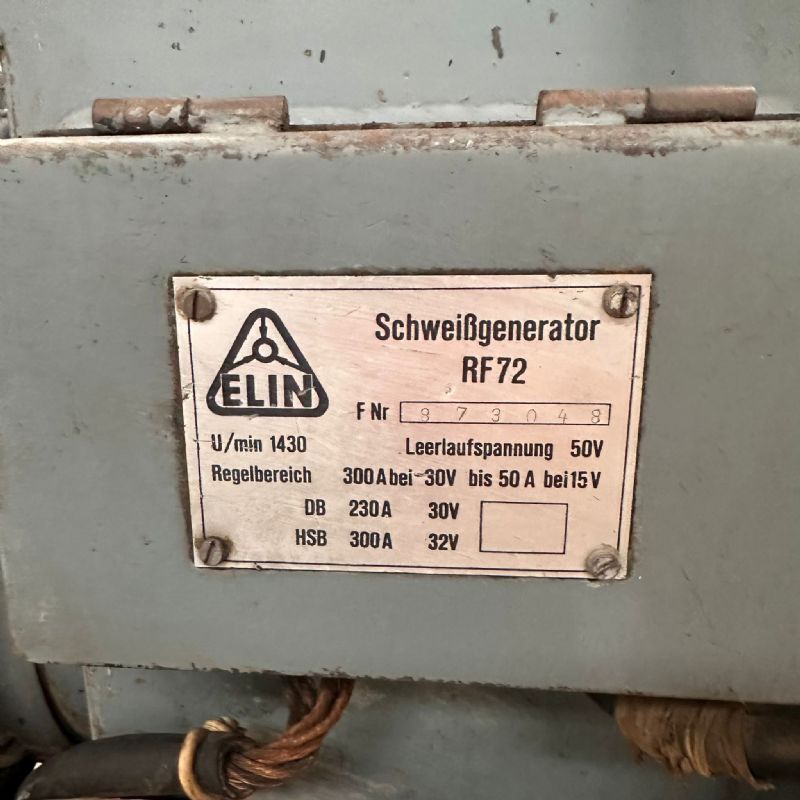 ELIN
Schweißgenerator
RF72
F Nr 873048
U/min 1430 Leerlaufspannung 50V
Regelbereich 300A bei 30V bis 50 A bei 15V
DB 230A 30V
HSB 300A 32V